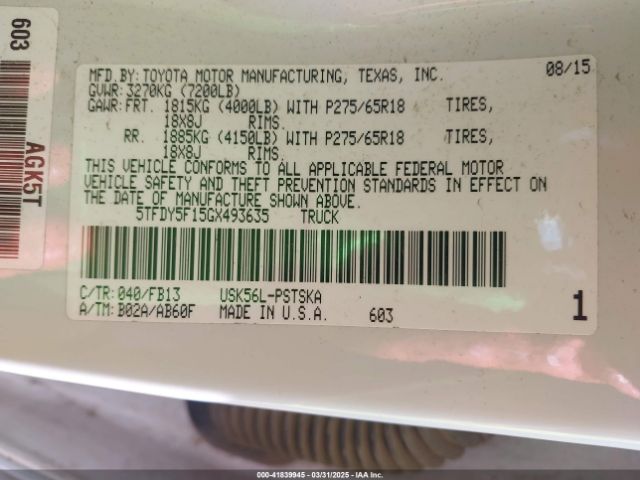 603
AGK5T
MFD.BY:TOYOTA MOTOR MANUFACTURING, TEXAS, INC. 08/15
GVWR:3270KG (7200LB)
GAWR:FRT. 1815KG (4000LB) WITH P275/65R18 TIRES,
18X8J RIMS.
RR. 1885KG (4150LB) WITH P275/65R18 TIRES,
18X8J RIMS.
THIS VEHICLE CONFORMS TO ALL APPLICABLE FEDERAL MOTOR
VEHICLE SAFETY AND THEFT PREVENTION STANDARDS IN EFFECT ON
THE DATE OF MANUFACTURE SHOWN ABOVE.
5TFDY5F15GX493635 TRUCK
C/TR:040/FB13 USK56L-PSTSKA
A/TM:B02A/AB60F MADE IN U.S.A. 603 1
000-41839945 - 03/31/2025 - IAA Inc.